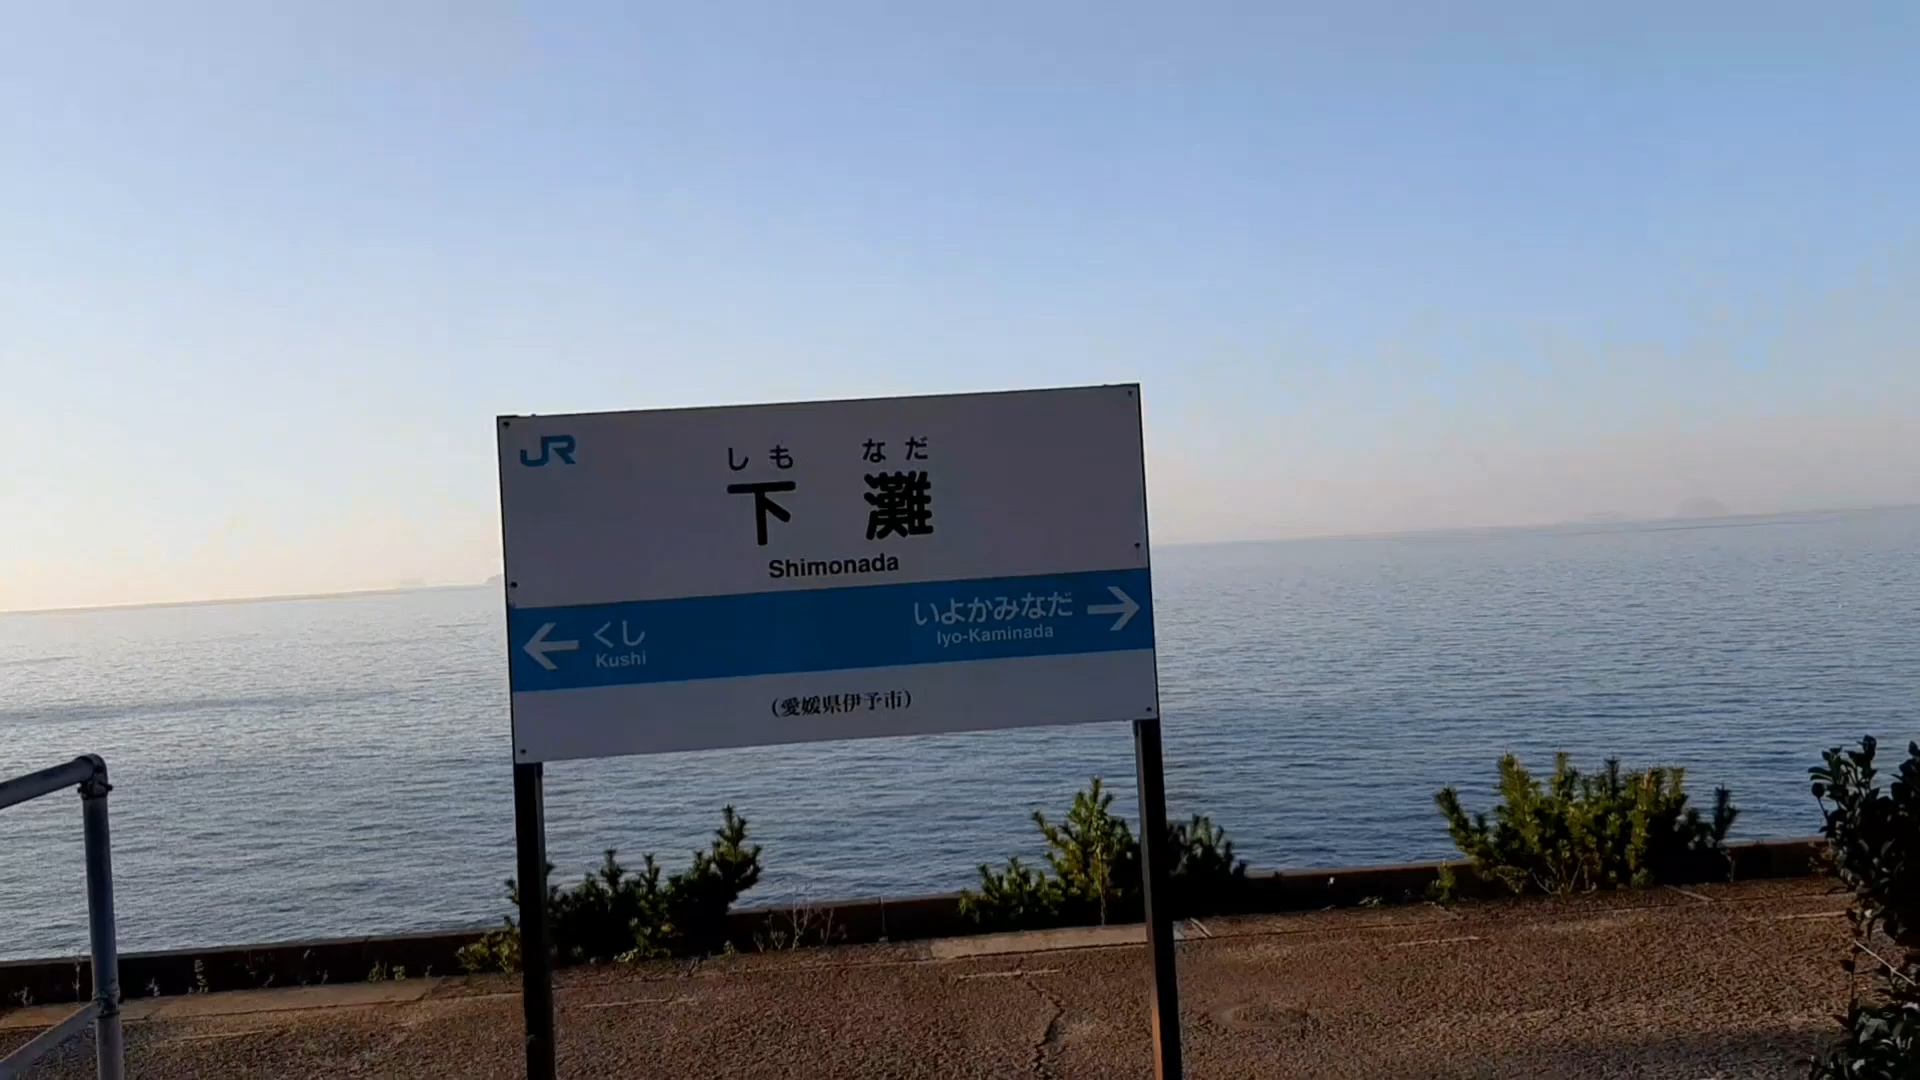 JR
しも なだ
下灘
Shimonada
いよかみなだ →
Iyo-Kaminada
← くし
Kushi
(愛媛県伊予市)